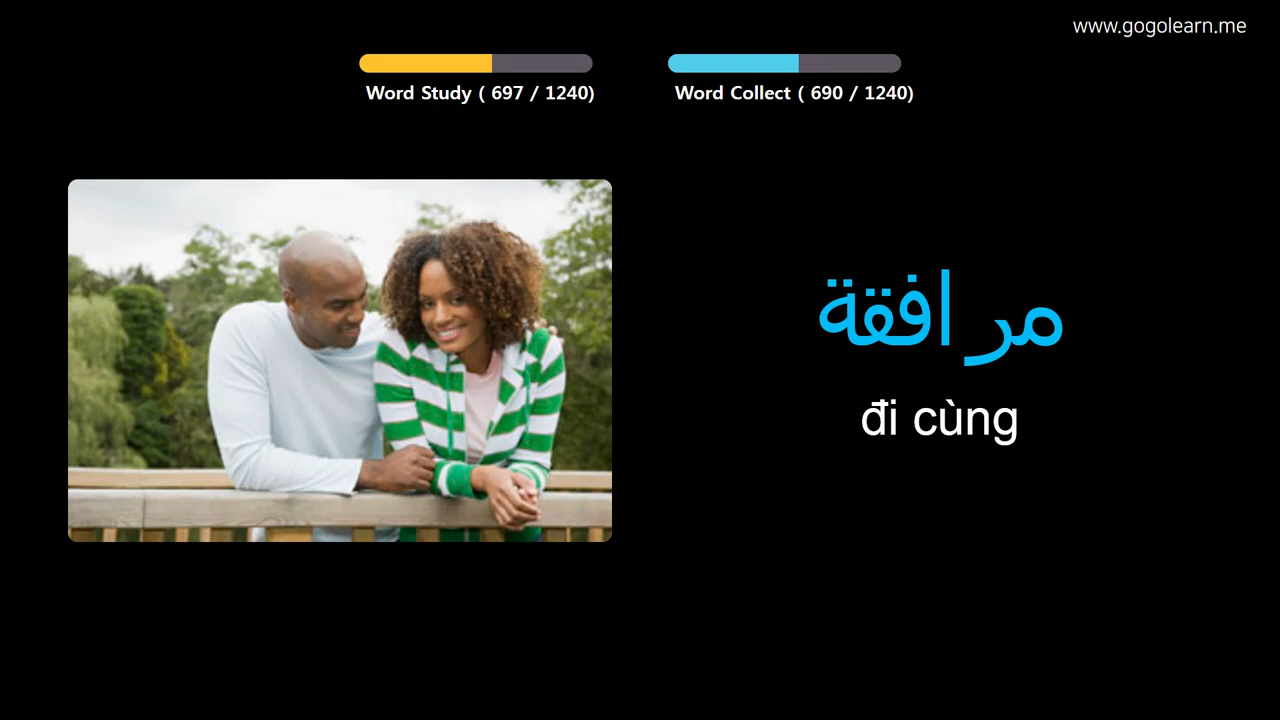 www.gogolearn.me
Word Study ( 697 / 1240)
Word Collect ( 690 / 1240)
مرافقة
đi cùng